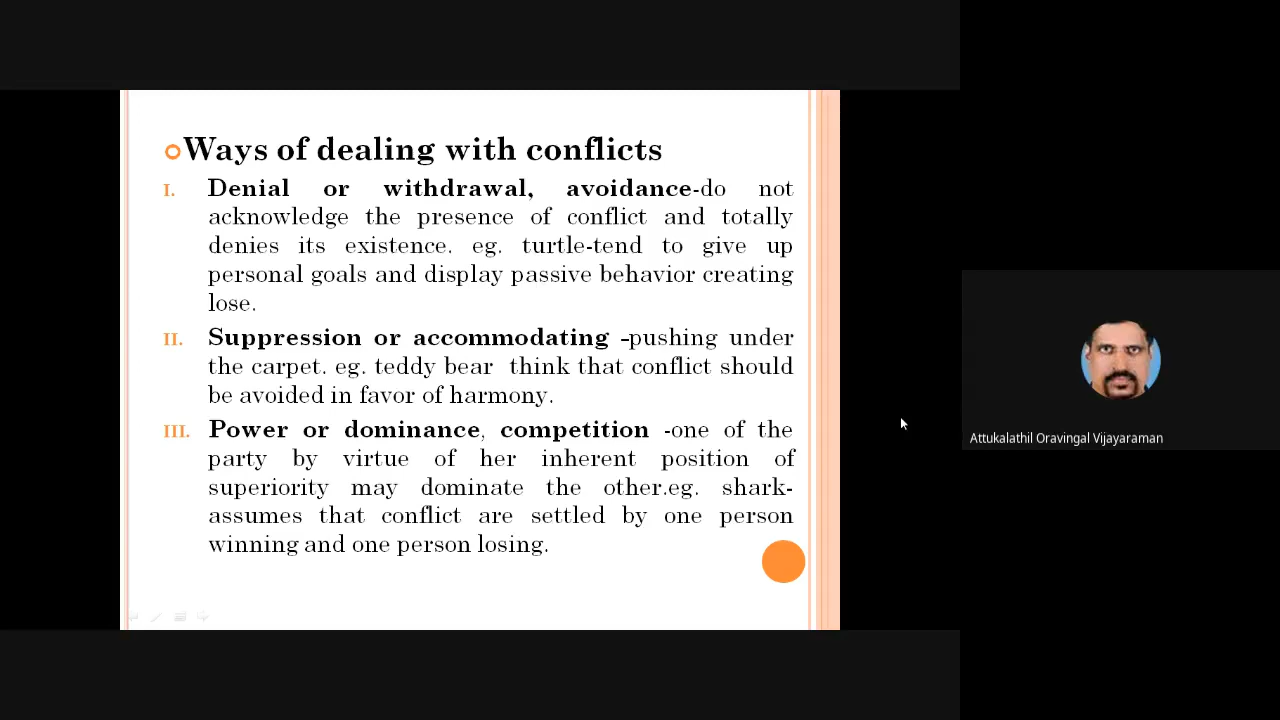 Ways of dealing with conflicts
I. Denial or withdrawal, avoidance-do not
acknowledge the presence of conflict and totally
denies its existence. eg. turtle-tend to give up
personal goals and display passive behavior creating
lose.
II. Suppression or accommodating -pushing under
the carpet. eg. teddy bear think that conflict should
be avoided in favor of harmony.
III. Power or dominance, competition -one of the
party by virtue of her inherent position of
superiority may dominate the other.eg. shark-
assumes that conflict are settled by one person
winning and one person losing.
Attukalathil Oravingal Vijayaraman